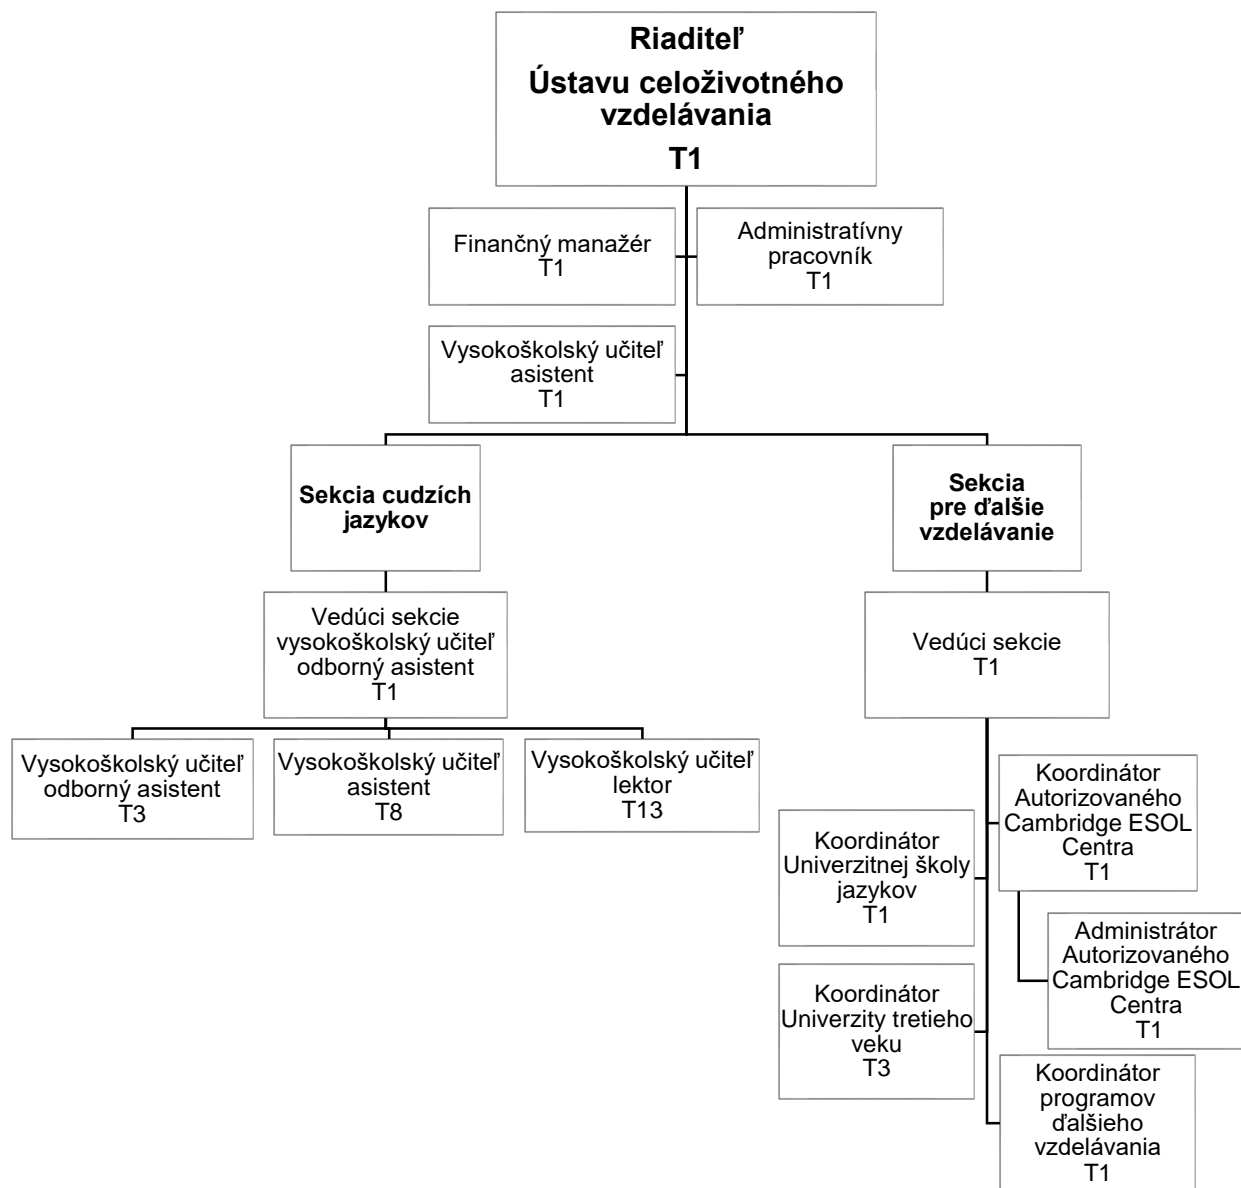 Riaditeľ
Ústavu celoživotného
vzdelávania
T1
Finančný manažér
T1
Administratívny
pracovník
T1
Vysokoškolský učiteľ
asistent
T1
Sekcia cudzích
jazykov
Sekcia
pre ďalšie
vzdelávanie
Vedúci sekcie
vysokoškolský učiteľ
odborný asistent
T1
Vedúci sekcie
T1
Vysokoškolský učiteľ
odborný asistent
T3
Vysokoškolský učiteľ
asistent
T8
Vysokoškolský učiteľ
lektor
T13
Koordinátor
Autorizovaného
Cambridge ESOL
Centra
T1
Koordinátor
Univerzitnej školy
jazykov
T1
Administrátor
Autorizovaného
Cambridge ESOL
Centra
T1
Koordinátor
Univerzity tretieho
veku
T3
Koordinátor
programov
ďalšieho
vzdelávania
T1